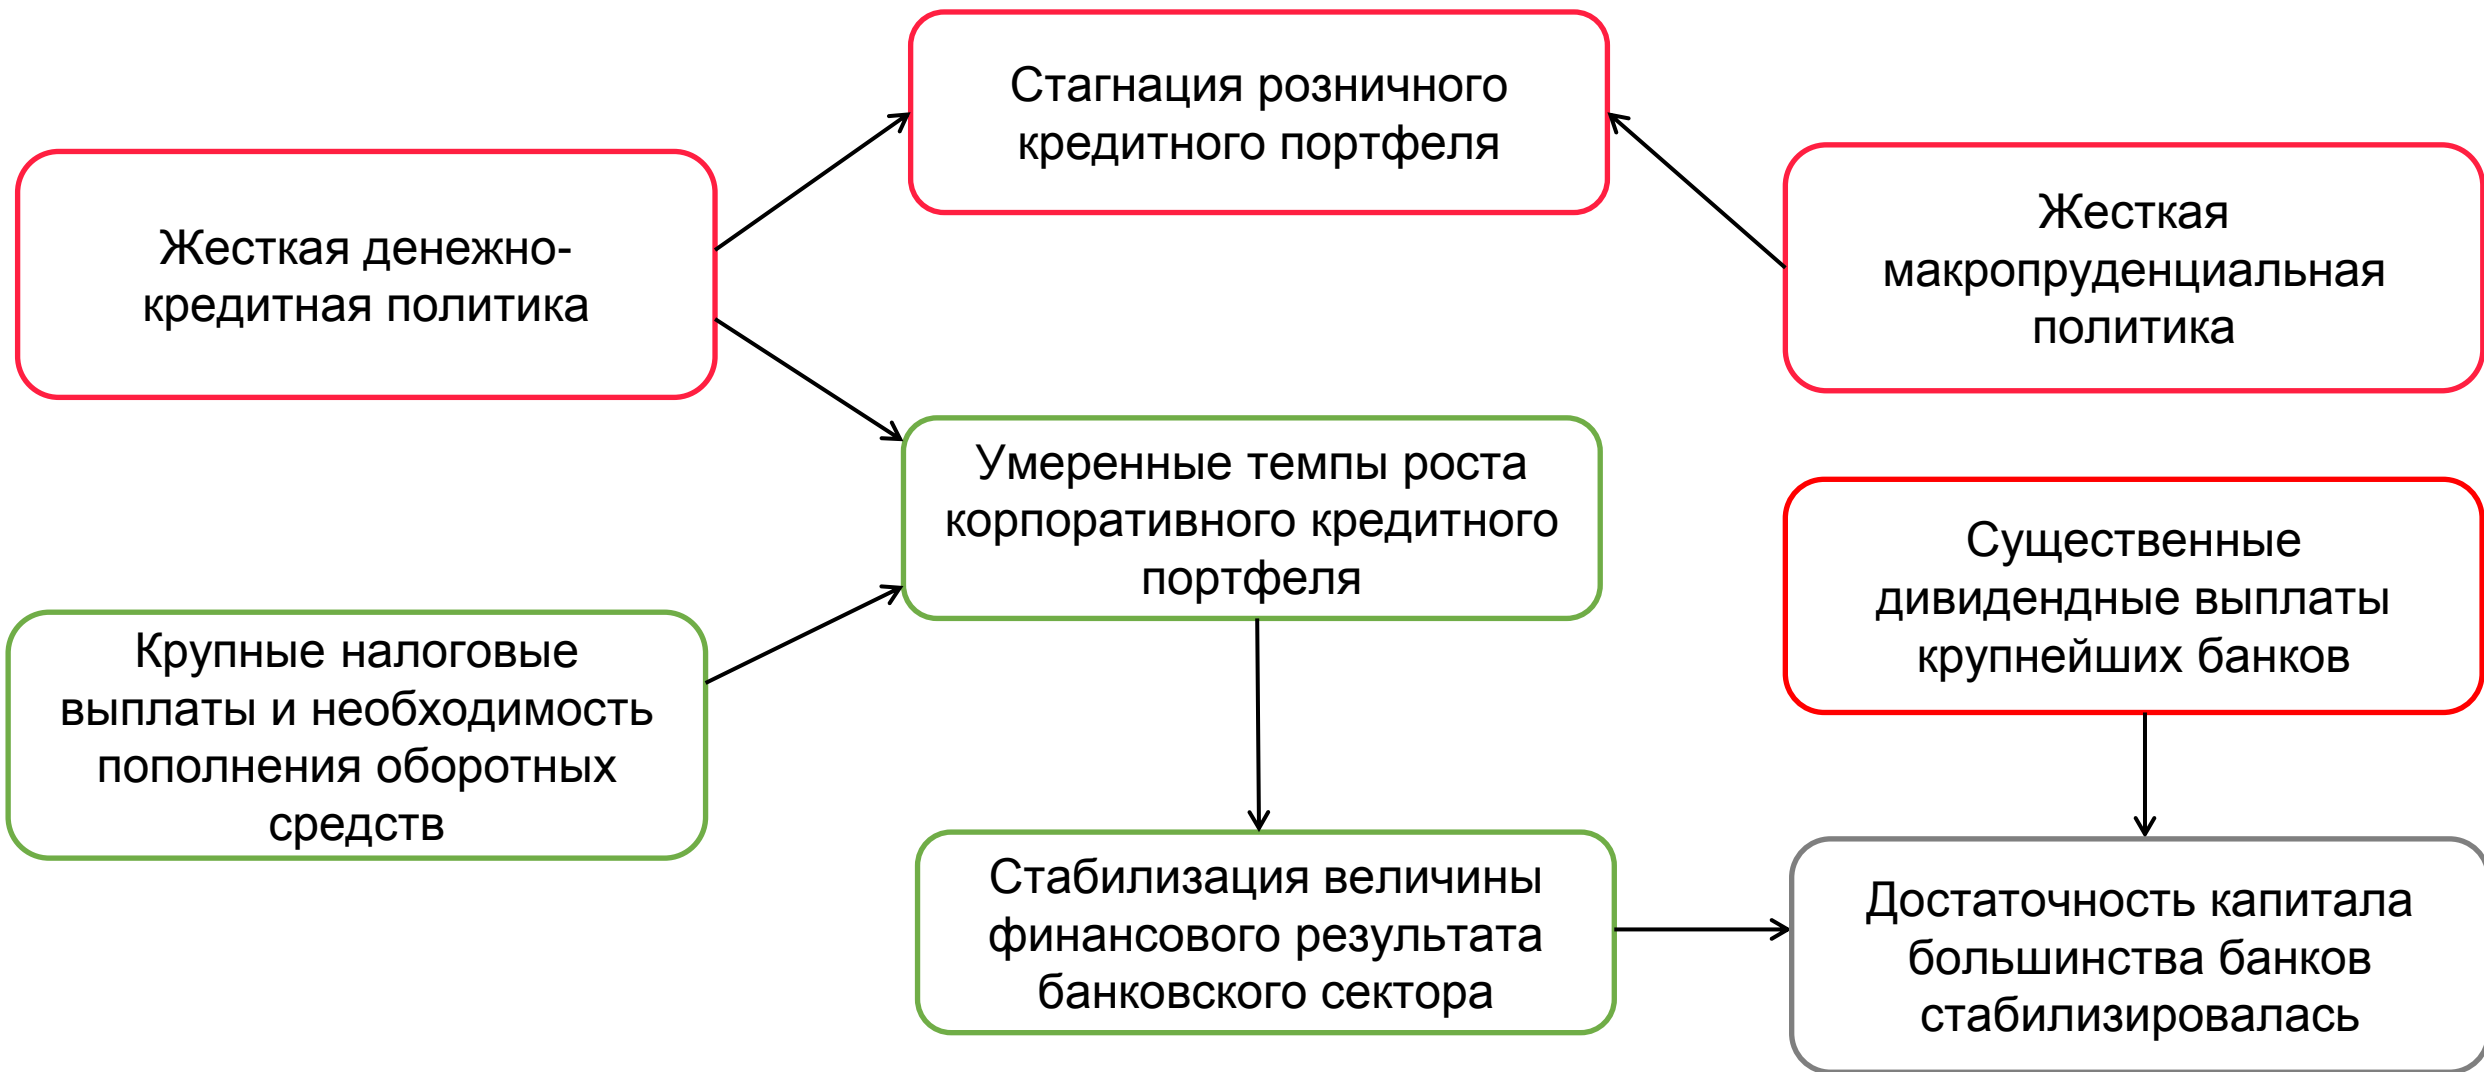 Стагнация розничного
кредитного портфеля
Жесткая денежно-
кредитная политика
Жесткая
макропруденциальная
политика
Умеренные темпы роста
корпоративного кредитного
портфеля
Существенные
дивидендные выплаты
крупнейших банков
Крупные налоговые
выплаты и необходимость
пополнения оборотных
средств
Стабилизация величины
финансового результата
банковского сектора
Достаточность капитала
большинства банков
стабилизировалась